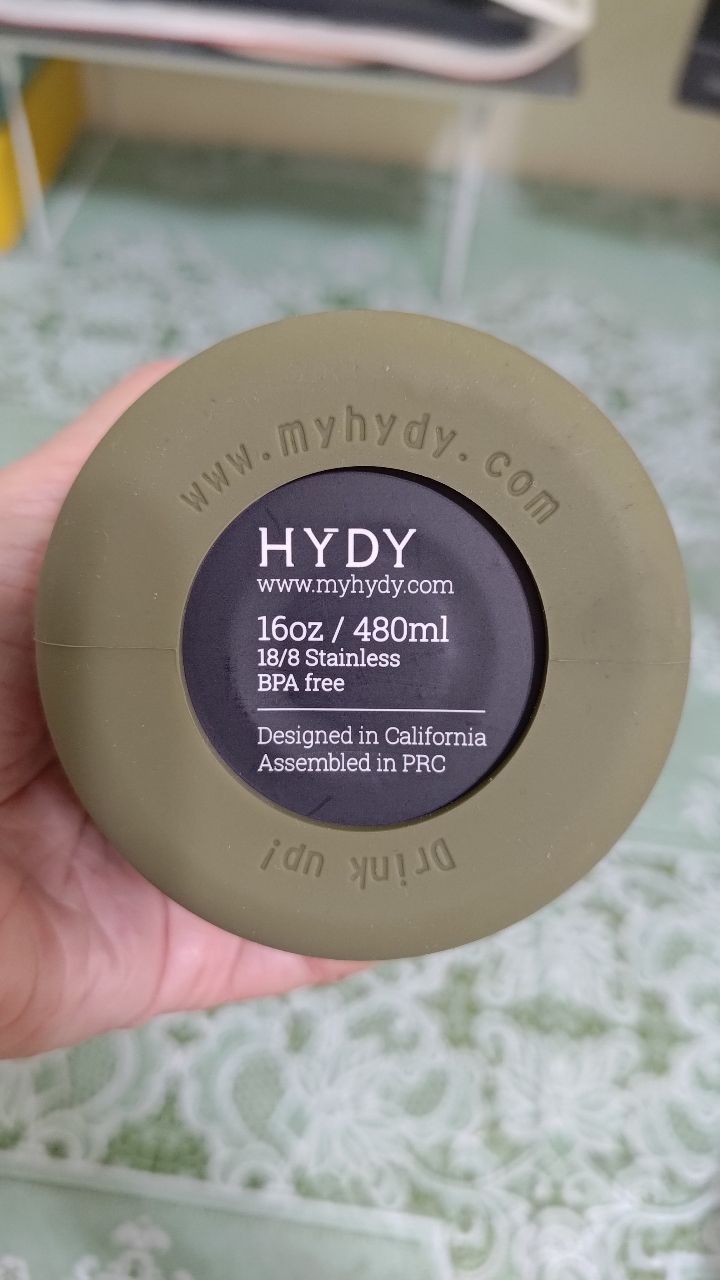 www.myhydy.com
HYDY
www.myhydy.com
16oz / 480ml
18/8 Stainless
BPA free
Designed in California
Assembled in PRC
Drink up!